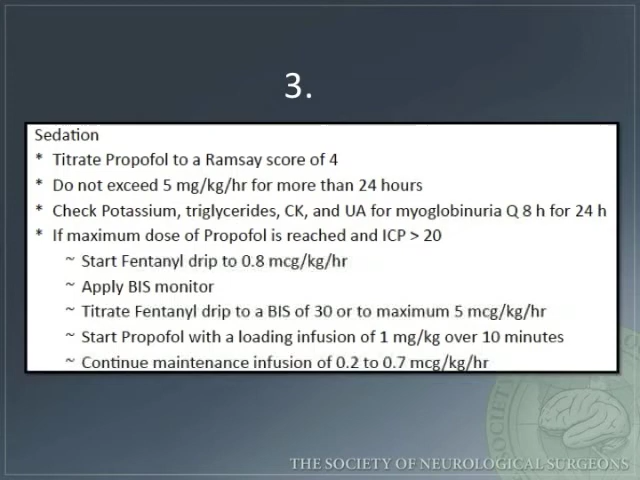 3.
Sedation
* Titrate Propofol to a Ramsay score of 4
* Do not exceed 5 mg/kg/hr for more than 24 hours
* Check Potassium, triglycerides, CK, and UA for myoglobinuria Q 8 h for 24 h
* If maximum dose of Propofol is reached and ICP > 20
~ Start Fentanyl drip to 0.8 mcg/kg/hr
~ Apply BIS monitor
~ Titrate Fentanyl drip to a BIS of 30 or to maximum 5 mcg/kg/hr
~ Start Propofol with a loading infusion of 1 mg/kg over 10 minutes
~ Continue maintenance infusion of 0.2 to 0.7 mcg/kg/hr
THE SOCIETY OF NEUROLOGICAL SURGEONS